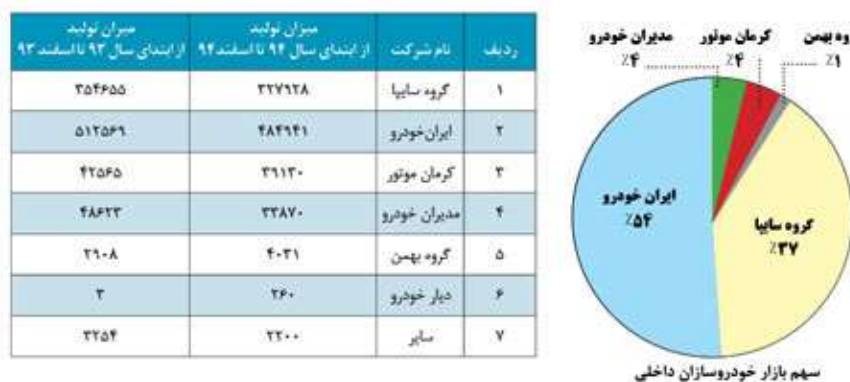 ردیف نام شرکت میزان تولید از ابتدای سال ۹۴ تا اسفند ۹۴ میزان تولید از ابتدای سال ۹۳ تا اسفند ۹۳
۱ گروه سایپا ۳۲۷۹۲۸ ۳۵۴۶۵۵
۲ ایران‌خودرو ۴۸۴۹۴۱ ۵۱۲۵۶۹
۳ کرمان موتور ۳۹۱۳۰ ۴۲۵۶۵
۴ مدیران خودرو ۳۳۸۷۰ ۴۸۶۲۳
۵ گروه بهمن ۴۰۳۱ ۲۹۰۸
۶ دیار خودرو ۲۶۰ ۳
۷ سایر ۲۲۰۰ ۳۲۵۴
وه بهمن
٪۱
کرمان موتور
٪۴
مدیران خودرو
٪۴
ایران خودرو
٪۵۴
گروه سایپا
٪۳۷
سهم بازار خودروسازان داخلی